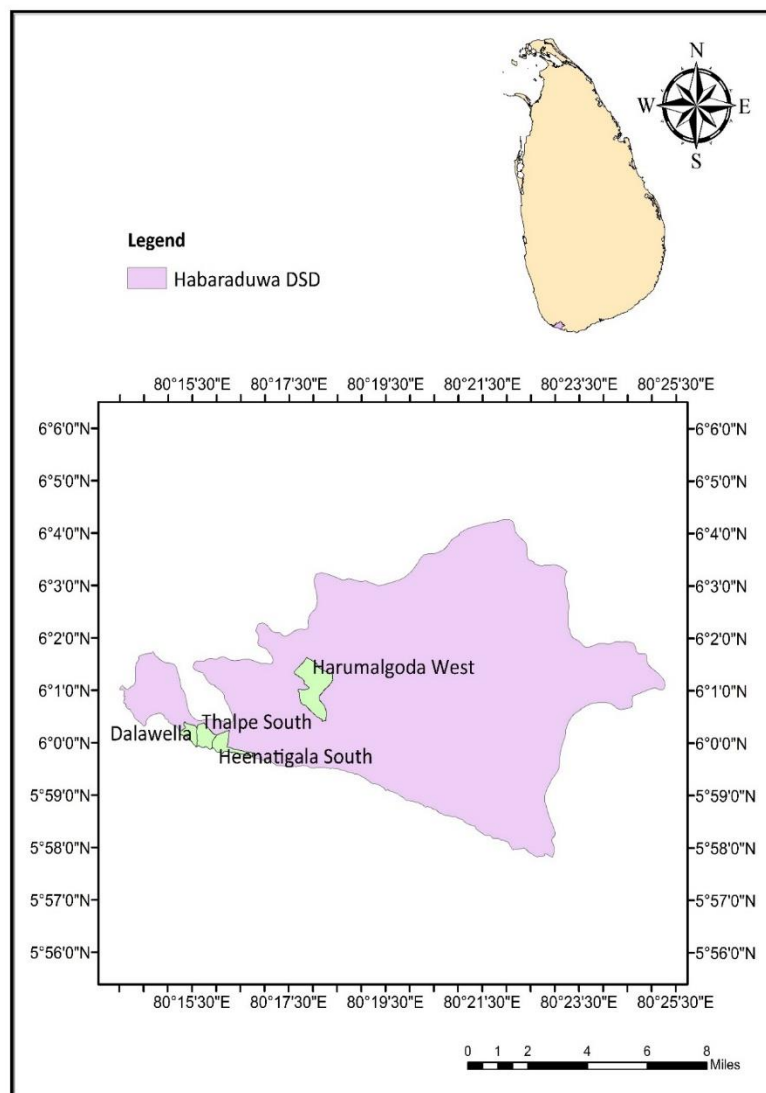 N
W E
S
Legend
Habaraduwa DSD
80°15'30"E 80°17'30"E 80°19'30"E 80°21'30"E 80°23'30"E 80°25'30"E
6°6'0"N 6°6'0"N
6°5'0"N 6°5'0"N
6°4'0"N 6°4'0"N
6°3'0"N 6°3'0"N
6°2'0"N 6°2'0"N
Harumalgoda West
6°1'0"N 6°1'0"N
Thalpe South
Dalawella
6°0'0"N 6°0'0"N
Heenatigala South
5°59'0"N 5°59'0"N
5°58'0"N 5°58'0"N
5°57'0"N 5°57'0"N
5°56'0"N 5°56'0"N
80°15'30"E 80°17'30"E 80°19'30"E 80°21'30"E 80°23'30"E 80°25'30"E
0 1 2 4 6 8
Miles